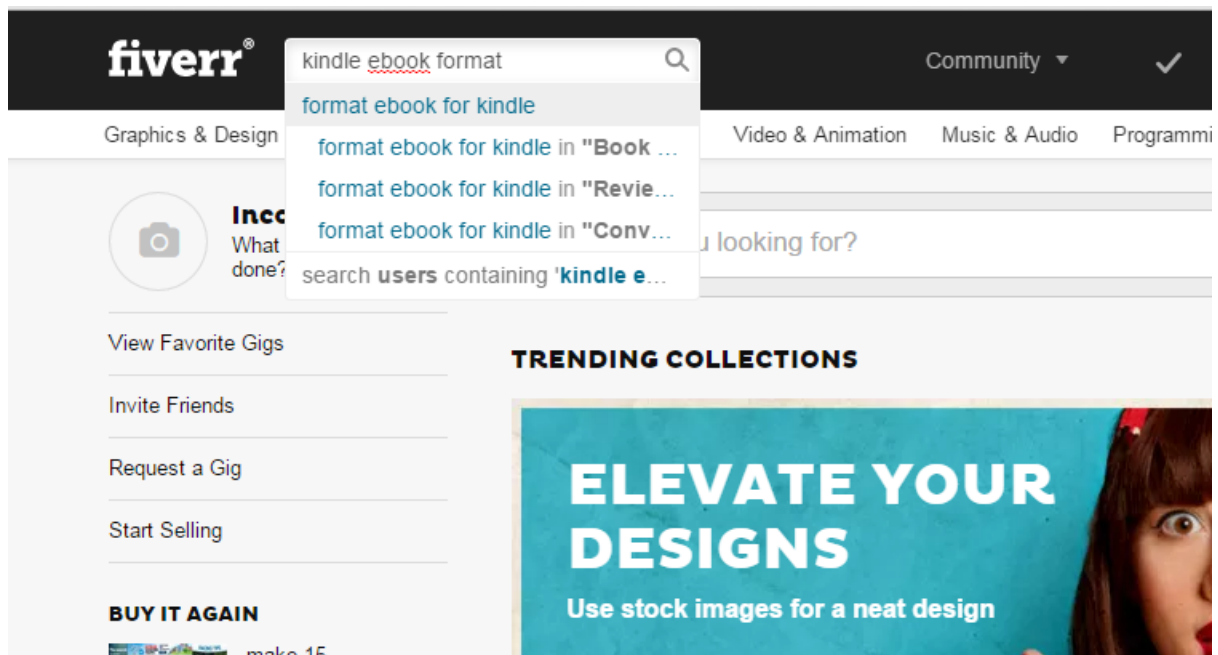 fiverr®
kindle ebook format
Community ▼
format ebook for kindle
format ebook for kindle in "Book ...
format ebook for kindle in "Revie...
format ebook for kindle in "Conv...
search users containing 'kindle e...
Graphics & Design
Video & Animation
Music & Audio
Programmi
Inco
What
done?
u looking for?
View Favorite Gigs
Invite Friends
Request a Gig
Start Selling
BUY IT AGAIN
make 15
TRENDING COLLECTIONS
ELEVATE YOUR
DESIGNS
Use stock images for a neat design